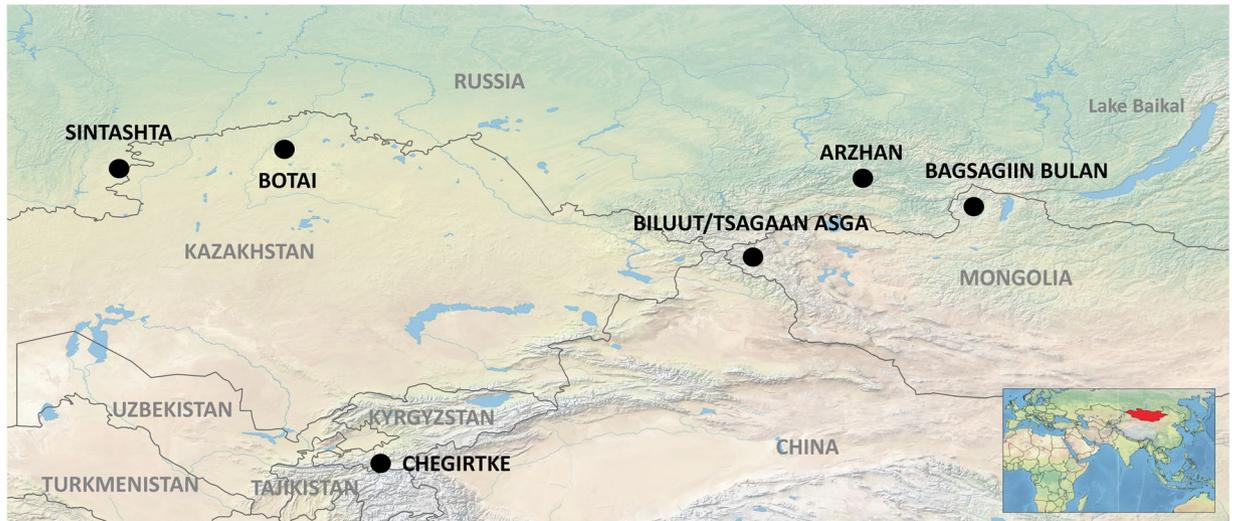 RUSSIA
Lake Baikal
SINTASHTA
ARZHAN
BAGSAGIIN BULAN
BOTAI
BILUUT/TSAGAAN ASGA
KAZAKHSTAN
MONGOLIA
UZBEKISTAN
KYRGYZSTAN
CHINA
CHEGIRTKE
TURKMENISTAN
TAJIKISTAN